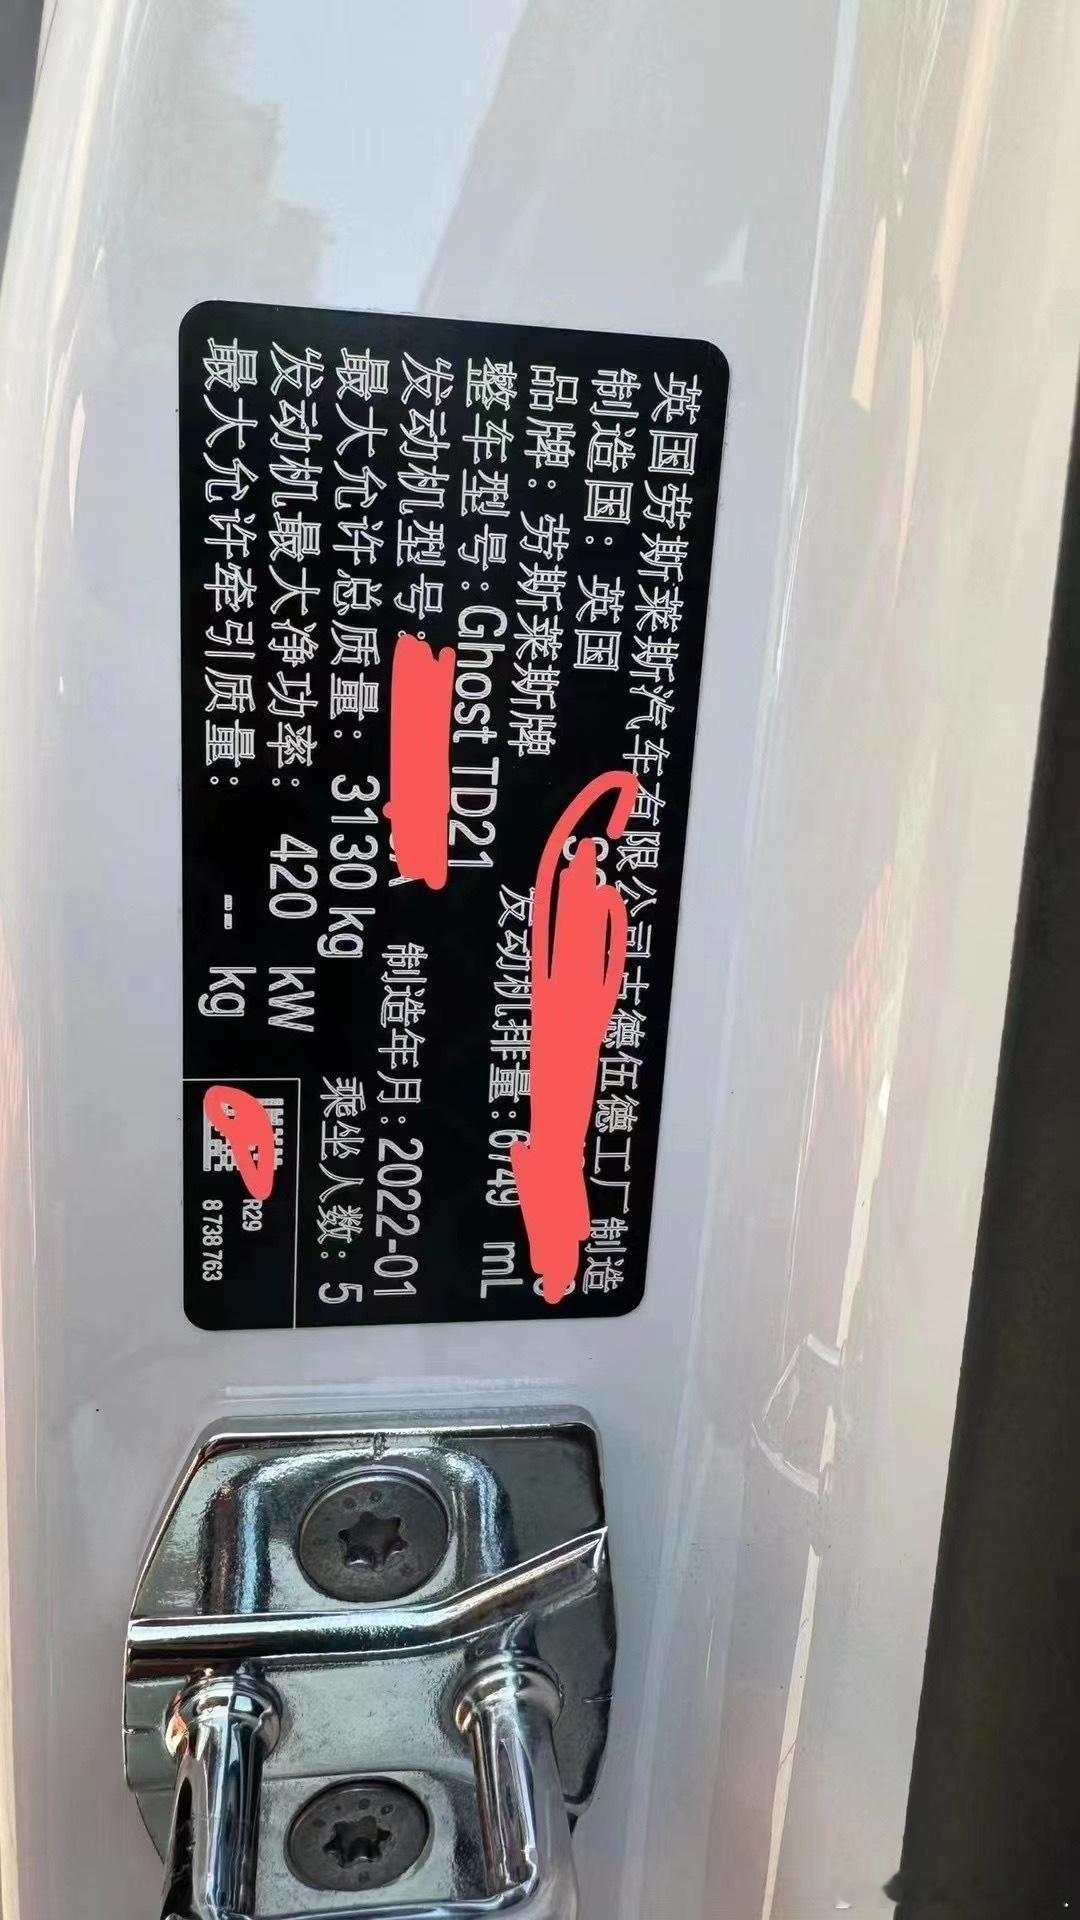 英国劳斯莱斯汽车有限公司古德伍德工厂制造
制造国：英国
品牌：劳斯莱斯牌
整车型号：Ghost TD21 发动机排量：6749 mL
发动机型号：
制造年月：2022-01
最大允许总质量：3130 kg 乘坐人数：5
发动机最大净功率：420 kW
最大允许牵引质量：-- kg
R29
8 738 763